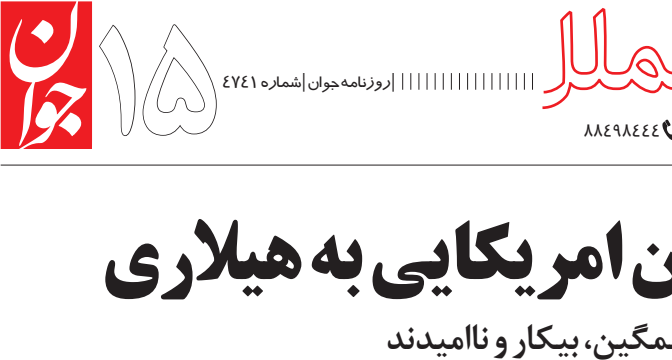 جوان
۱۵
| روزنامه جوان | شماره ۴۷۴۱
۸۸۴۹۸۴۴۴
امریکایی به هیلاری
بیکار و ناامیدند